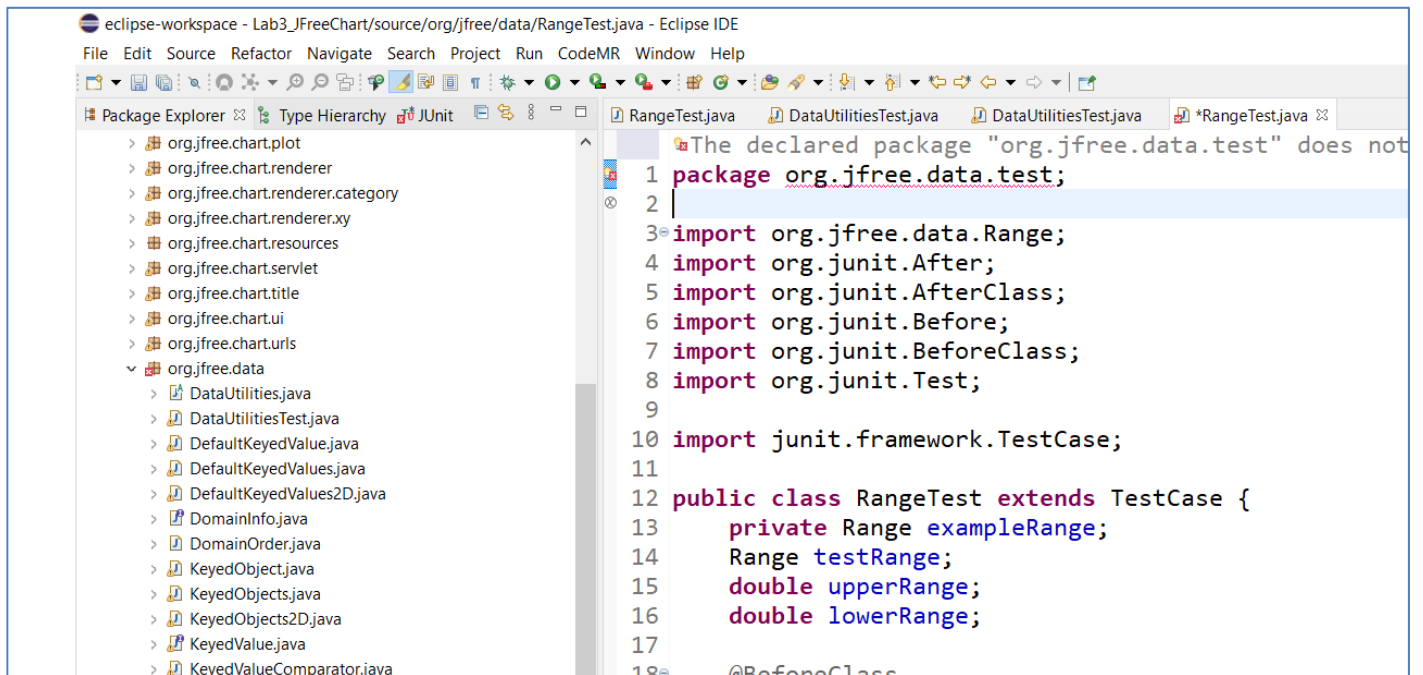 eclipse-workspace - Lab3_JFreeChart/source/org/jfree/data/RangeTest.java - Eclipse IDE
File Edit Source Refactor Navigate Search Project Run CodeMR Window Help
Package Explorer Type Hierarchy JUnit
org.jfree.chart.plot
org.jfree.chart.renderer
org.jfree.chart.renderer.category
org.jfree.chart.renderer.xy
org.jfree.chart.resources
org.jfree.chart.servlet
org.jfree.chart.title
org.jfree.chart.ui
org.jfree.chart.urls
org.jfree.data
DataUtilities.java
DataUtilitiesTest.java
DefaultKeyedValue.java
DefaultKeyedValues.java
DefaultKeyedValues2D.java
DomainInfo.java
DomainOrder.java
KeyedObject.java
KeyedObjects.java
KeyedObjects2D.java
KeyedValue.java
KeyedValueComparator.java
RangeTest.java DataUtilitiesTest.java DataUtilitiesTest.java *RangeTest.java
The declared package "org.jfree.data.test" does not
1 package org.jfree.data.test;
2
3 import org.jfree.data.Range;
4 import org.junit.After;
5 import org.junit.AfterClass;
6 import org.junit.Before;
7 import org.junit.BeforeClass;
8 import org.junit.Test;
9
10 import junit.framework.TestCase;
11
12 public class RangeTest extends TestCase {
13 private Range exampleRange;
14 Range testRange;
15 double upperRange;
16 double lowerRange;
17
18 @BeforeClass